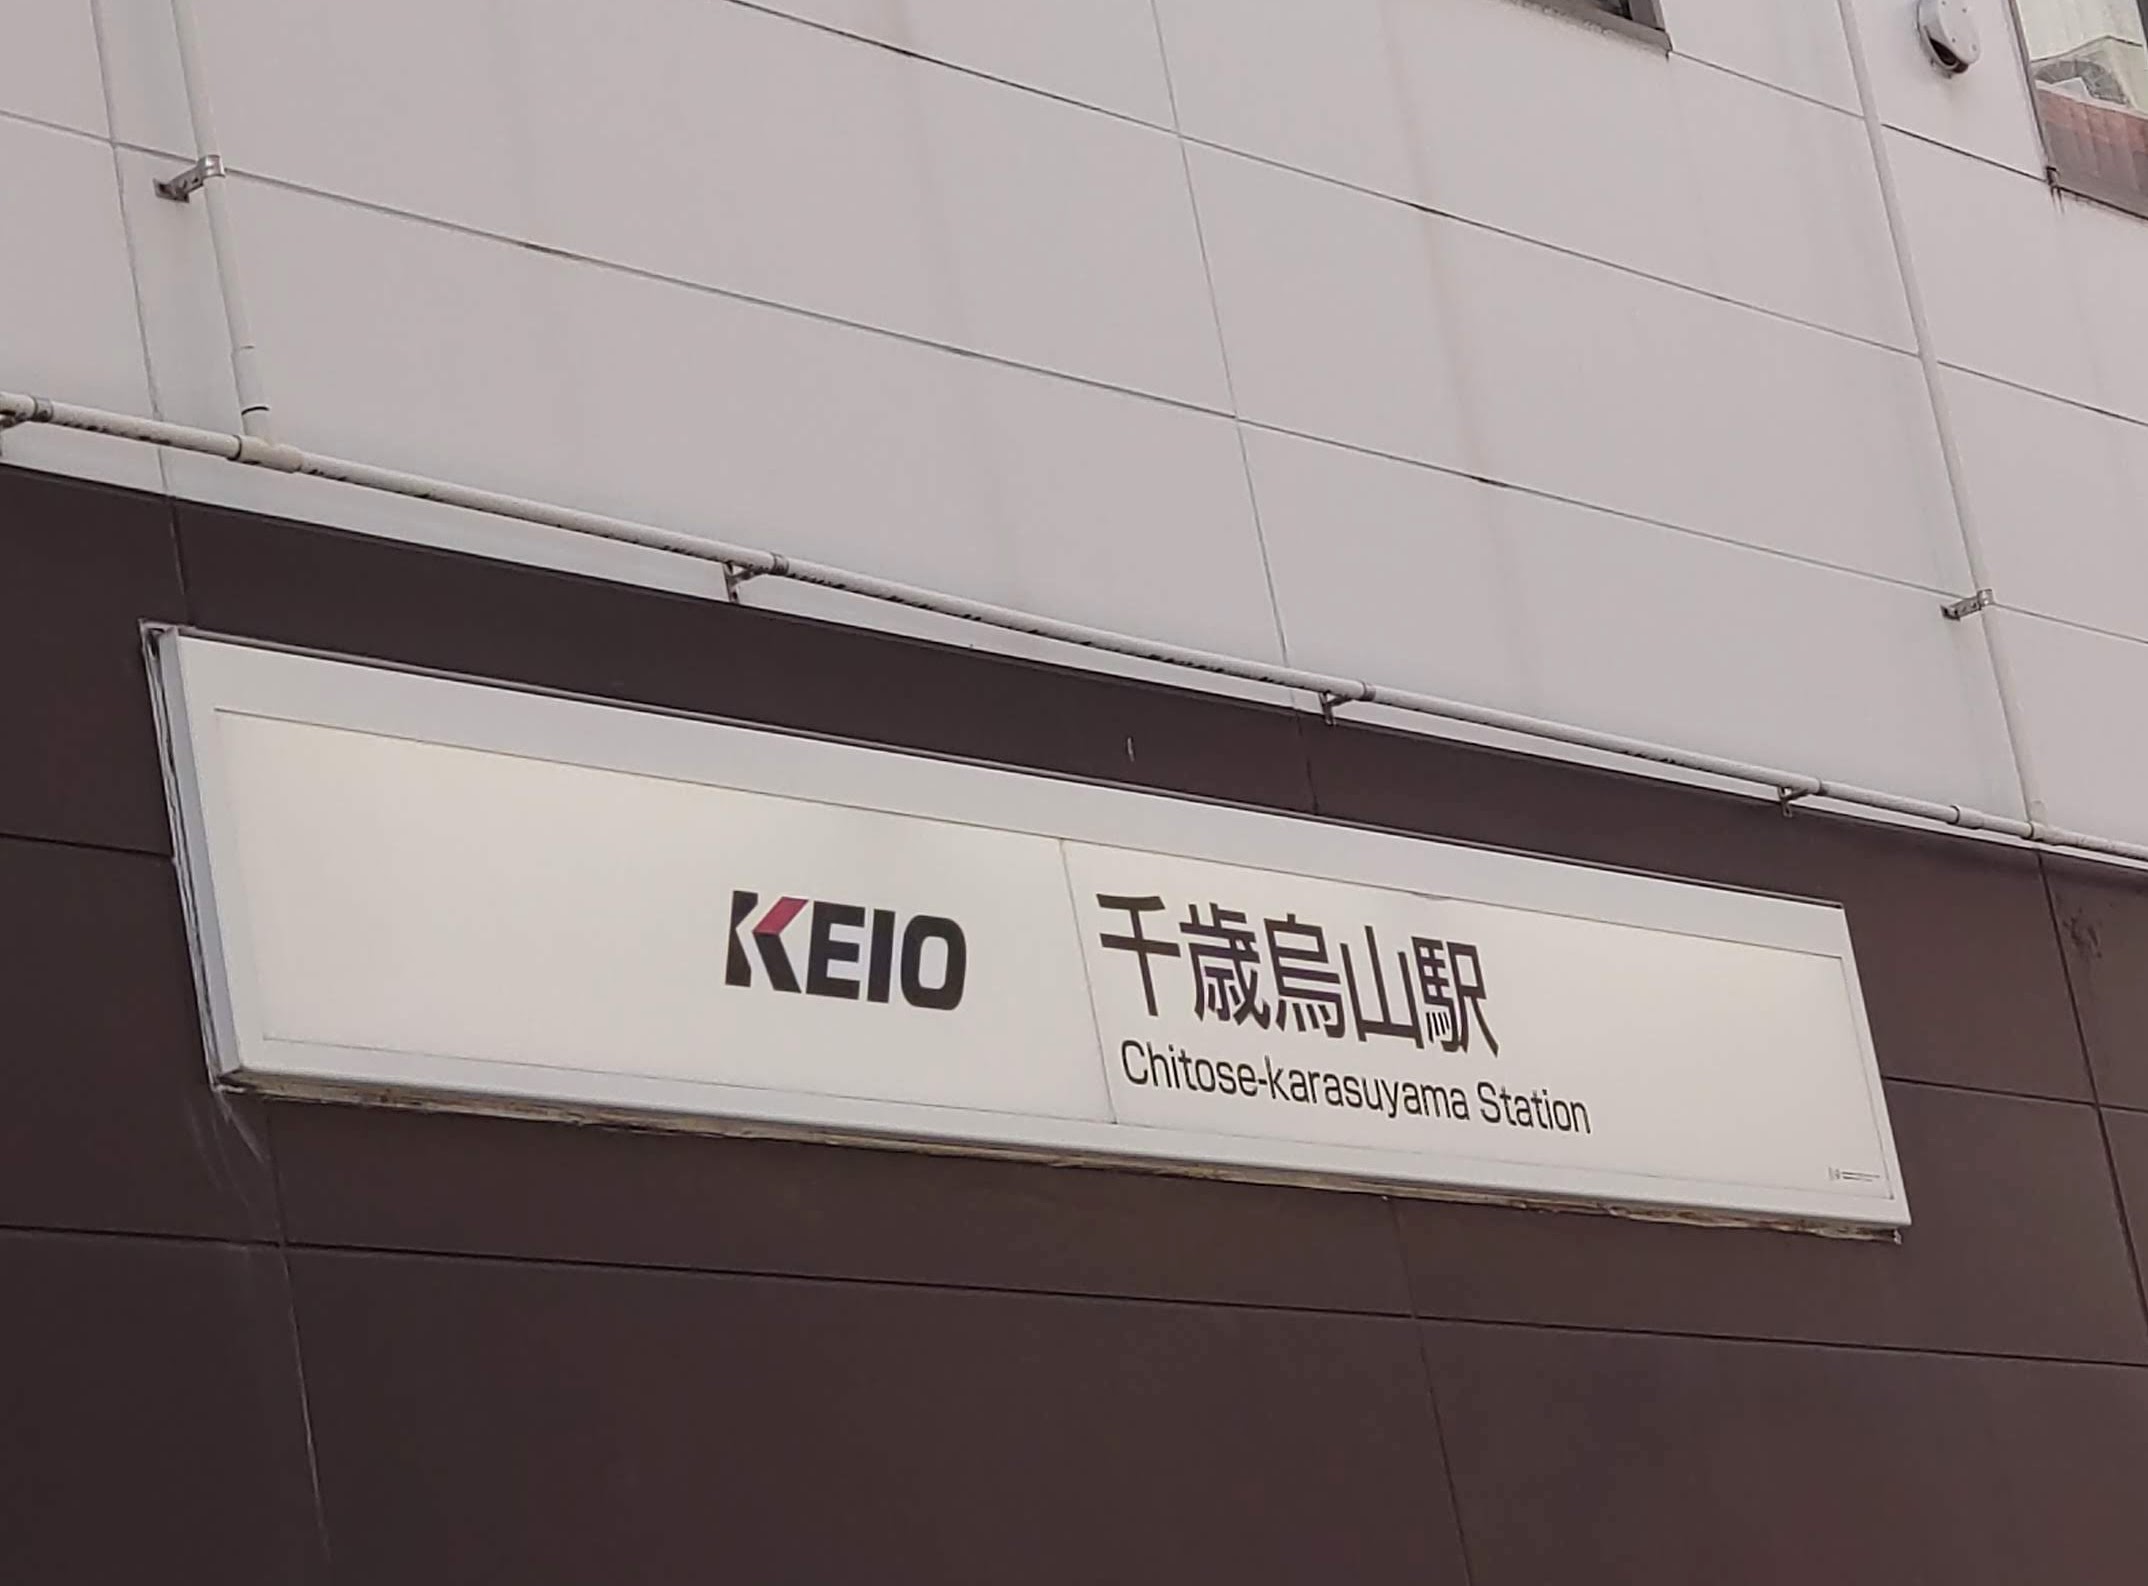 KEIO
千歳烏山駅
Chitose-karasuyama Station